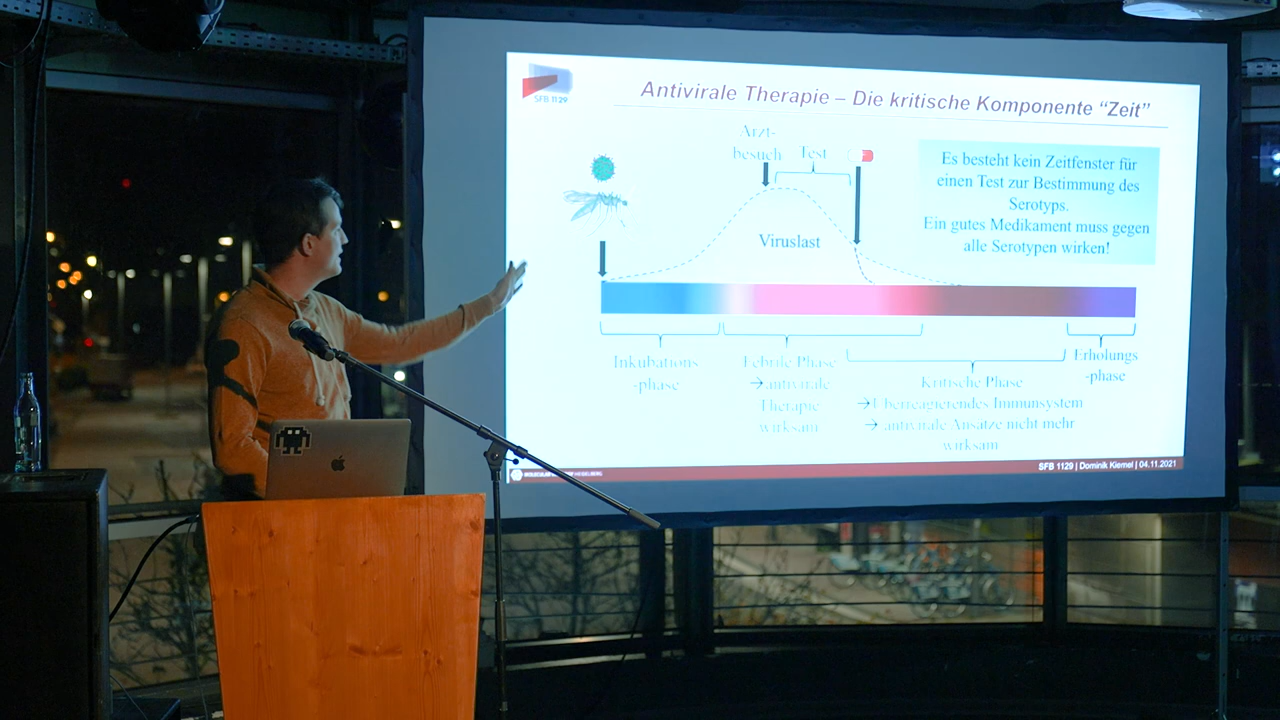 SFB 1129
Antivirale Therapie – Die kritische Komponente “Zeit”
Arzt-
besuch
Test
Viruslast
Es besteht kein Zeitfenster für
einen Test zur Bestimmung des
Serotyps.
Ein gutes Medikament muss gegen
alle Serotypen wirken!
Inkubations
-phase
Febrile Phase
→antivirale
Therapie
wirksam
Kritische Phase
→Überreagierendes Immunsystem
→ antivirale Ansätze nicht mehr
wirksam
Erholungs
-phase
SFB 1129 | Dominik Kiemel | 04.11.2021